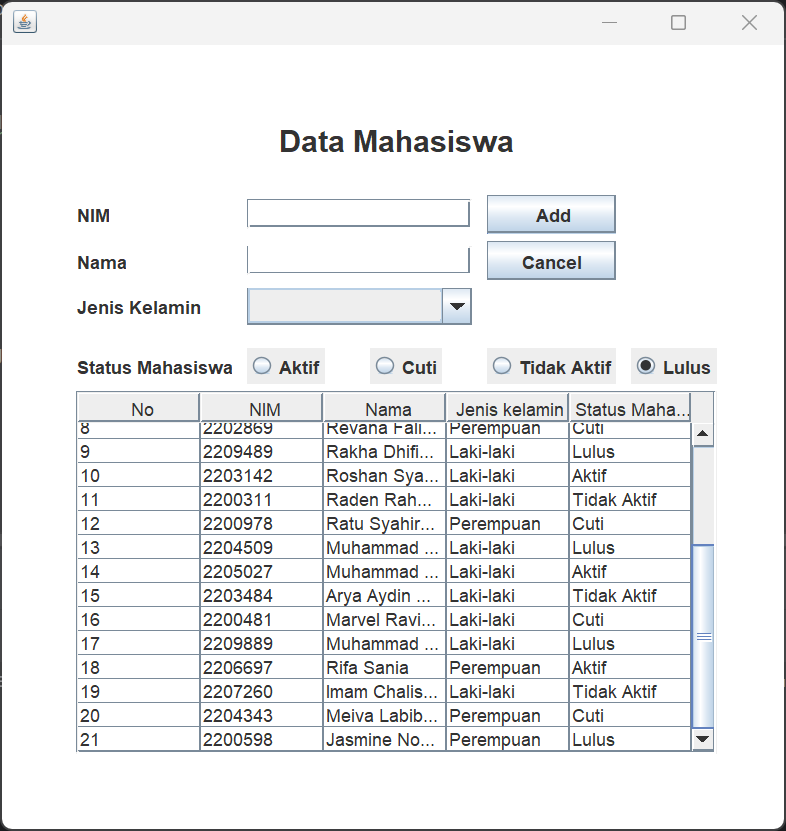 Data Mahasiswa
NIM Add
Nama Cancel
Jenis Kelamin
Status Mahasiswa Aktif Cuti Tidak Aktif Lulus
No NIM Nama Jenis kelamin Status Maha...
8 2202869 Revana Fali... Perempuan Cuti
9 2209489 Rakha Dhifi... Laki-laki Lulus
10 2203142 Roshan Sya... Laki-laki Aktif
11 2200311 Raden Rah... Laki-laki Tidak Aktif
12 2200978 Ratu Syahir... Perempuan Cuti
13 2204509 Muhammad ... Laki-laki Lulus
14 2205027 Muhammad ... Laki-laki Aktif
15 2203484 Arya Aydin ... Laki-laki Tidak Aktif
16 2200481 Marvel Ravi... Laki-laki Cuti
17 2209889 Muhammad ... Laki-laki Lulus
18 2206697 Rifa Sania Perempuan Aktif
19 2207260 Imam Chalis... Laki-laki Tidak Aktif
20 2204343 Meiva Labib... Perempuan Cuti
21 2200598 Jasmine No... Perempuan Lulus